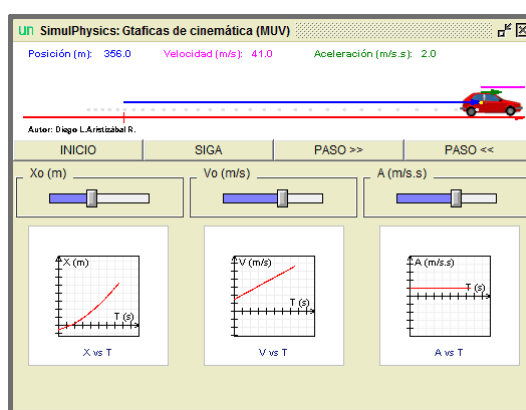 un SimulPhysics: Gtaficas de cinemática (MUV)
Posición (m): 356.0 Velocidad (m/s): 41.0 Aceleración (m/s.s): 2.0
Autor: Diego L.Aristizábal R.
INICIO SIGA PASO >> PASO <<
Xo (m) Vo (m/s) A (m/s.s)
X (m) V (m/s) A (m/s.s)
T (s) T (s) T (s)
X vs T V vs T A vs T